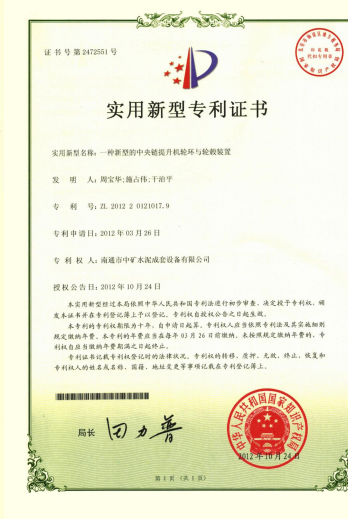 证书号第2472551号
实用新型专利证书
实用新型名称：一种新型的中央链提升机轮环与轮毂装置
发 明 人：周宝华;施占伟;干治平
专 利 号：ZL 2012 2 0121017.9
专利申请日：2012年03月26日
专 利 权 人：南通市中矿水泥成套设备有限公司
授权公告日：2012年10月24日
本实用新型经过本局依照中华人民共和国专利法进行初步审查，决定授予专利权，颁
发本证书并在专利登记簿上予以登记。专利权自授权公告之日起生效。
本专利的专利权期限为十年，自申请日起算。专利权人应当依照专利法及其实施细则
规定缴纳年费。本专利的年费应当在每年03月26日前缴纳。未按照规定缴纳年费的，专
利权自应当缴纳年费期满之日起终止。
专利证书记载专利权登记时的法律状况。专利权的转移、质押、无效、终止、恢复和
专利权人的姓名或名称、国籍、地址变更等事项记载在专利登记簿上。
局长 田力普
中华人民共和国国家知识产权局
2012年10月24日
第1页（共1页）